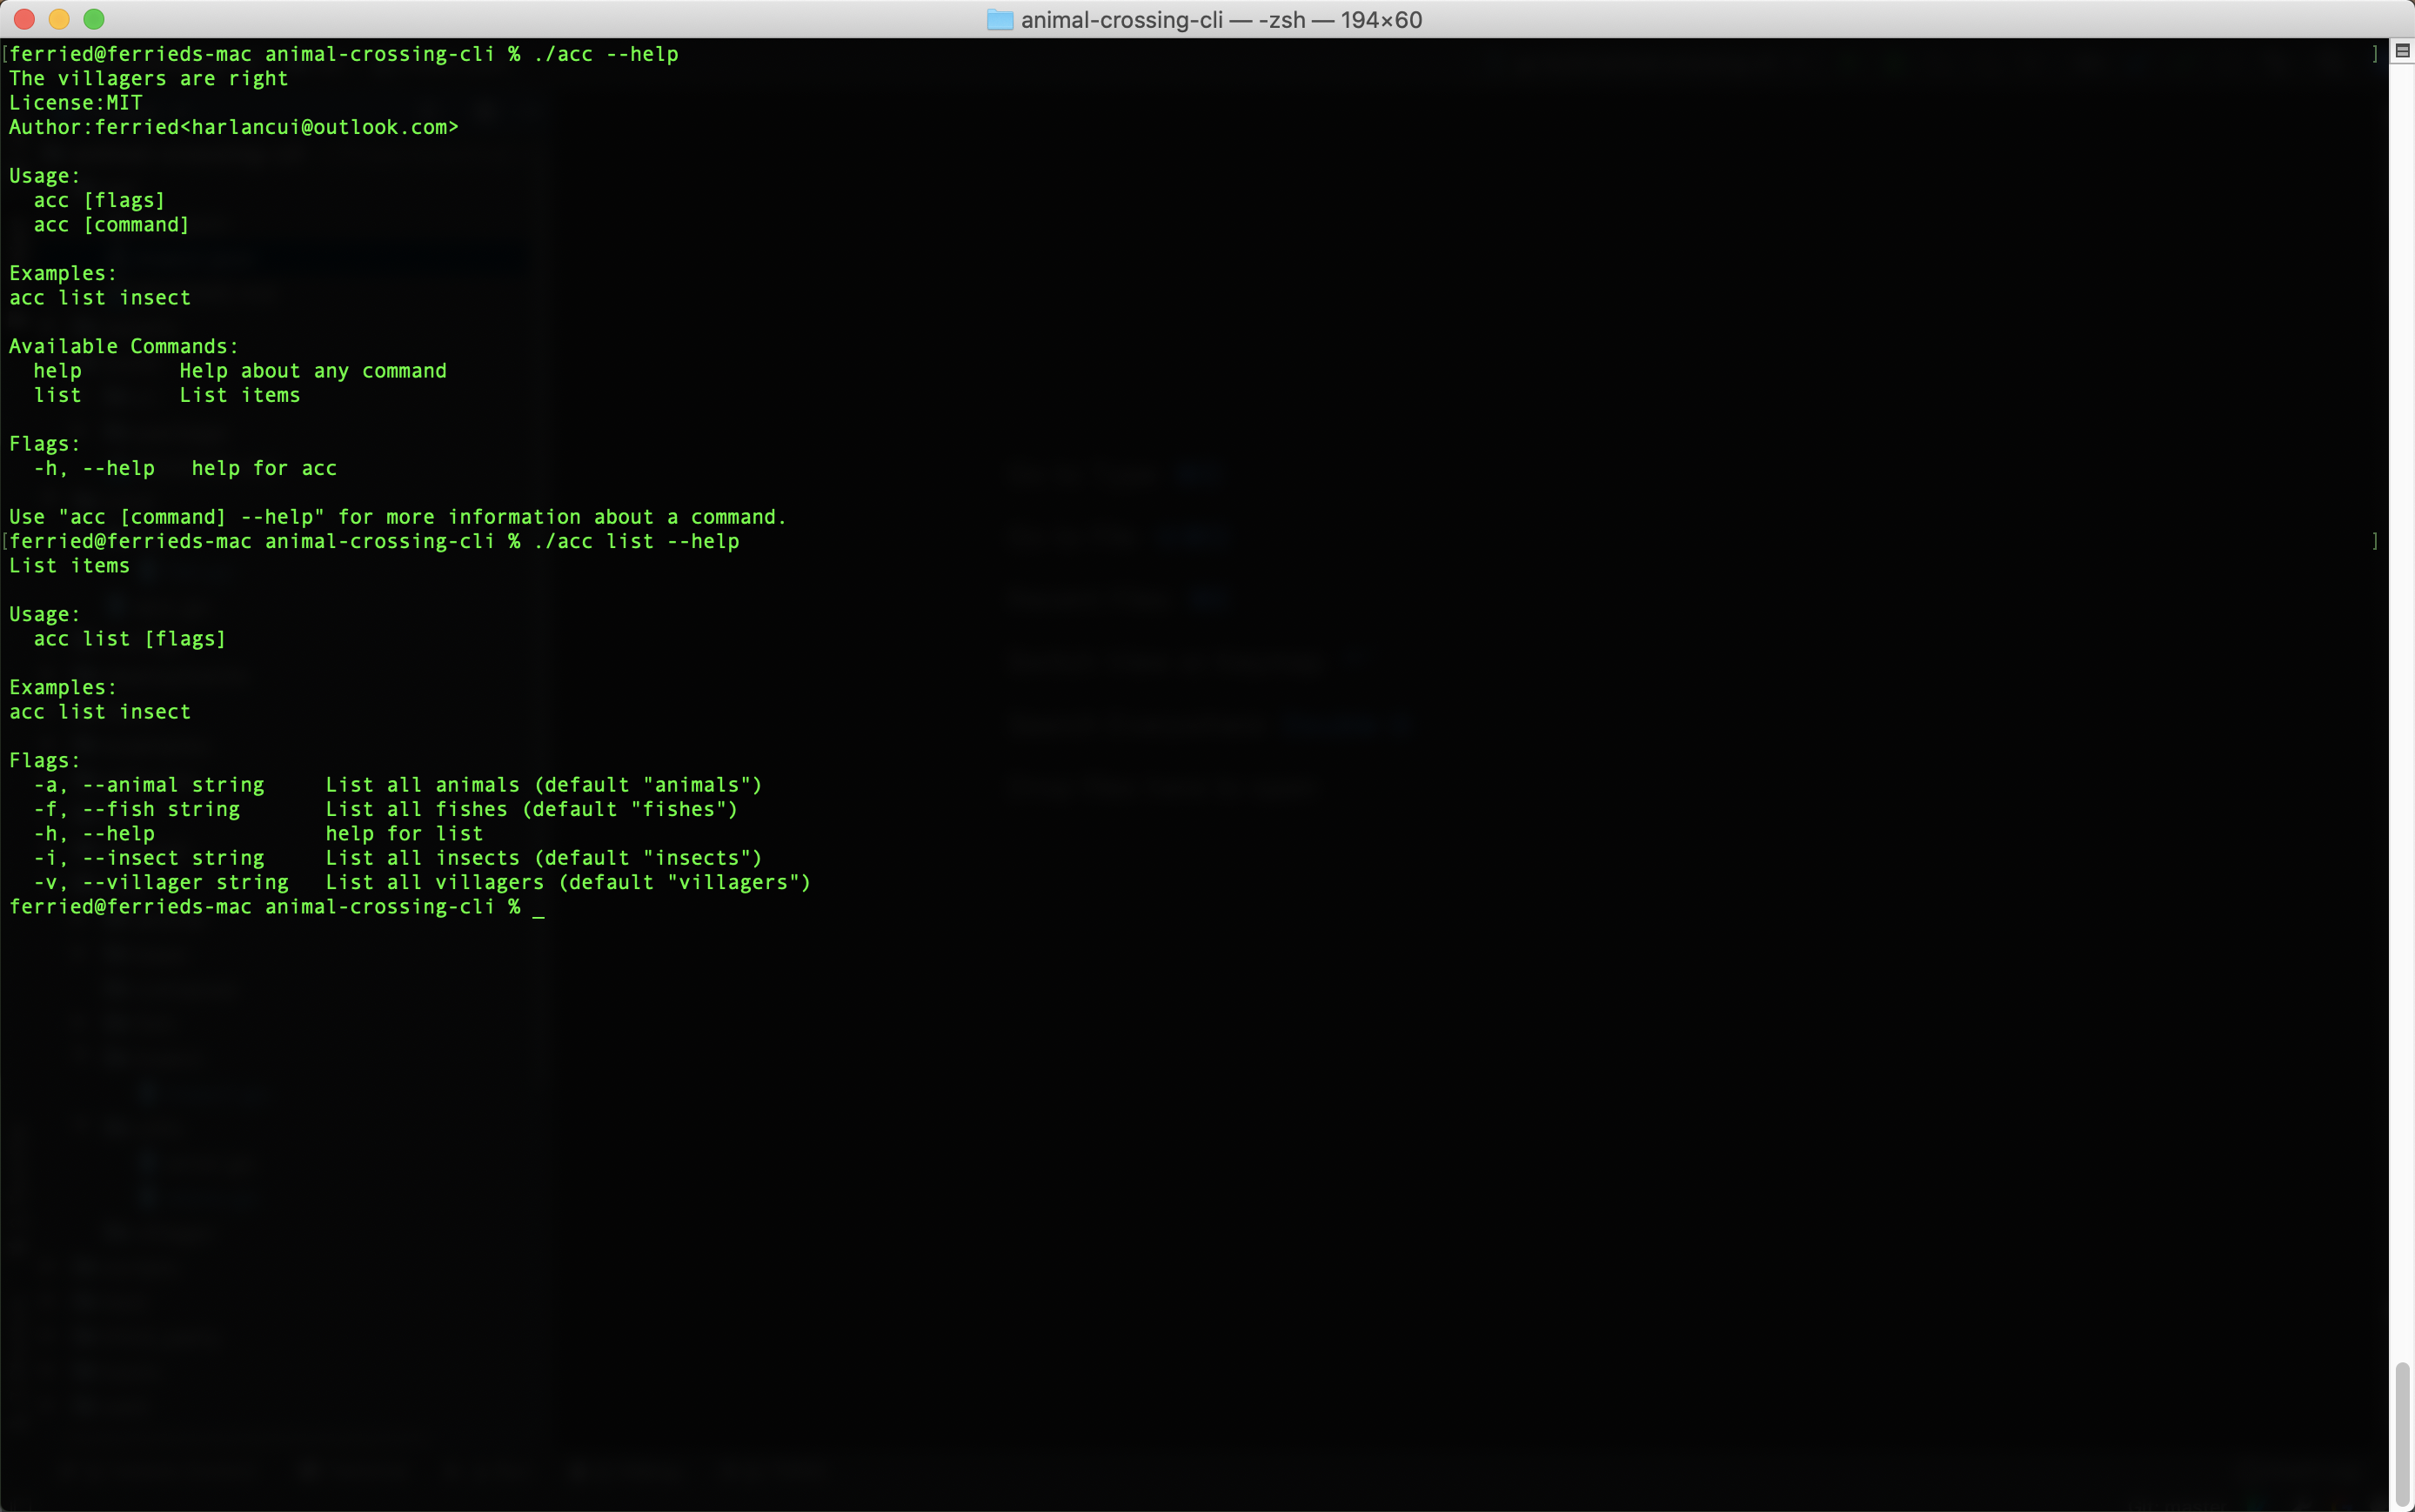 animal-crossing-cli — -zsh — 194×60
[ferried@ferrieds-mac animal-crossing-cli % ./acc --help ]
The villagers are right
License:MIT
Author:ferried<harlancui@outlook.com>

Usage:
  acc [flags]
  acc [command]

Examples:
acc list insect

Available Commands:
  help        Help about any command
  list        List items

Flags:
  -h, --help   help for acc

Use "acc [command] --help" for more information about a command.
[ferried@ferrieds-mac animal-crossing-cli % ./acc list --help ]
List items

Usage:
  acc list [flags]

Examples:
acc list insect

Flags:
  -a, --animal string     List all animals (default "animals")
  -f, --fish string       List all fishes (default "fishes")
  -h, --help              help for list
  -i, --insect string     List all insects (default "insects")
  -v, --villager string   List all villagers (default "villagers")
ferried@ferrieds-mac animal-crossing-cli % _